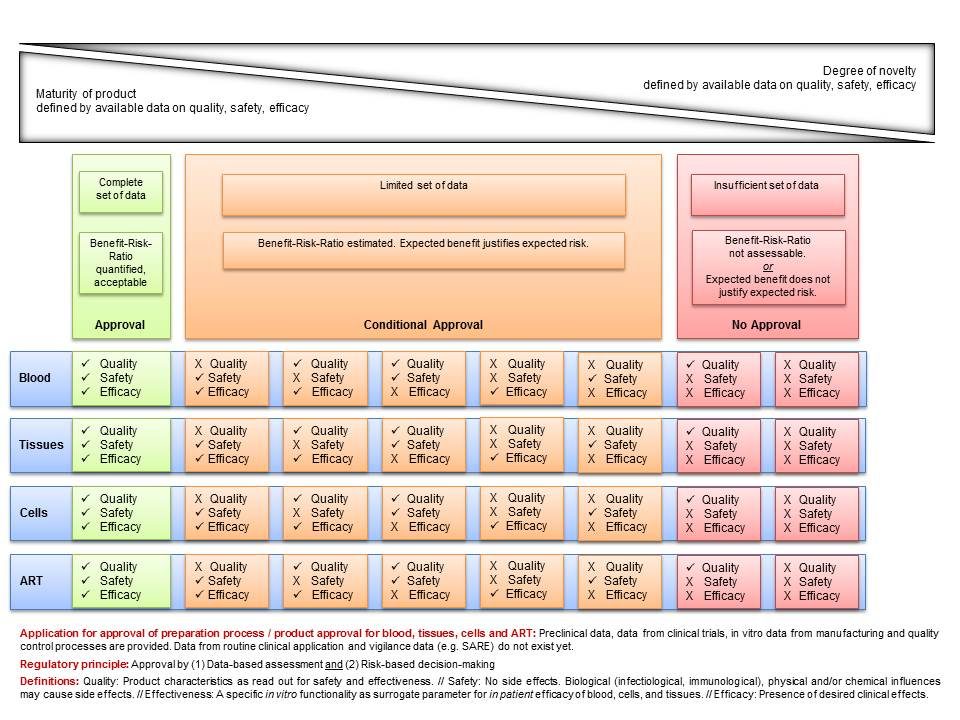 Degree of novelty
defined by available data on quality, safety, efficacy
Maturity of product
defined by available data on quality, safety, efficacy
Complete
set of data
Limited set of data
Insufficient set of data
Benefit-Risk-
Ratio
quantified,
acceptable
Benefit-Risk-Ratio estimated. Expected benefit justifies expected risk.
Benefit-Risk-Ratio
not assessable.
or
Expected benefit does not
justify expected risk.
Approval
Conditional Approval
No Approval
Blood
✓ Quality
✓ Safety
✓ Efficacy
X Quality
✓ Safety
✓ Efficacy
✓ Quality
X Safety
✓ Efficacy
✓ Quality
✓ Safety
X Efficacy
X Quality
X Safety
✓ Efficacy
X Quality
✓ Safety
X Efficacy
✓ Quality
X Safety
X Efficacy
X Quality
X Safety
X Efficacy
Tissues
✓ Quality
✓ Safety
✓ Efficacy
X Quality
✓ Safety
✓ Efficacy
✓ Quality
X Safety
✓ Efficacy
✓ Quality
✓ Safety
X Efficacy
X Quality
X Safety
✓ Efficacy
X Quality
✓ Safety
X Efficacy
✓ Quality
X Safety
X Efficacy
X Quality
X Safety
X Efficacy
Cells
✓ Quality
✓ Safety
✓ Efficacy
X Quality
✓ Safety
✓ Efficacy
✓ Quality
X Safety
✓ Efficacy
✓ Quality
✓ Safety
X Efficacy
X Quality
X Safety
✓ Efficacy
X Quality
✓ Safety
X Efficacy
✓ Quality
X Safety
X Efficacy
X Quality
X Safety
X Efficacy
ART
✓ Quality
✓ Safety
✓ Efficacy
X Quality
✓ Safety
✓ Efficacy
✓ Quality
X Safety
✓ Efficacy
✓ Quality
✓ Safety
X Efficacy
X Quality
X Safety
✓ Efficacy
X Quality
✓ Safety
X Efficacy
✓ Quality
X Safety
X Efficacy
X Quality
X Safety
X Efficacy
Application for approval of preparation process / product approval for blood, tissues, cells and ART: Preclinical data, data from clinical trials, in vitro data from manufacturing and quality
control processes are provided. Data from routine clinical application and vigilance data (e.g. SARE) do not exist yet.
Regulatory principle: Approval by (1) Data-based assessment and (2) Risk-based decision-making
Definitions: Quality: Product characteristics as read out for safety and effectiveness. // Safety: No side effects. Biological (infectiological, immunological), physical and/or chemical influences
may cause side effects. // Effectiveness: A specific in vitro functionality as surrogate parameter for in patient efficacy of blood, cells, and tissues. // Efficacy: Presence of desired clinical effects.